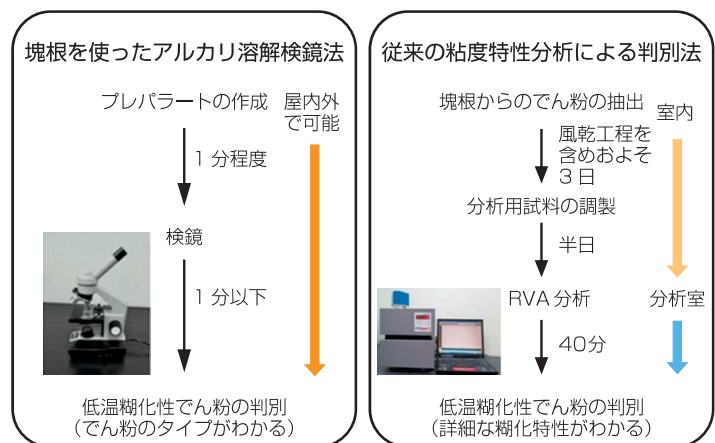 塊根を使ったアルカリ溶解検鏡法
プレパラートの作成
屋内外
で可能
1分程度
検鏡
1分以下
低温糊化性でん粉の判別
(でん粉のタイプがわかる)
従来の粘度特性分析による判別法
塊根からのでん粉の抽出
室内
風乾工程を
含めおよそ
3日
分析用試料の調製
半日
RVA分析
分析室
40分
低温糊化性でん粉の判別
(詳細な糊化特性がわかる)